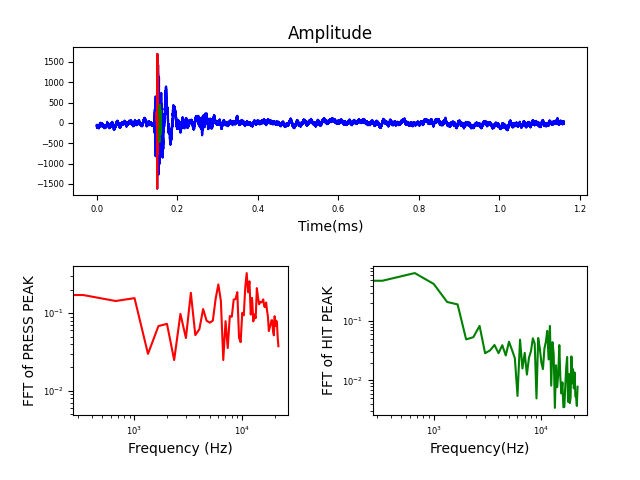 Amplitude
1500
1000
500
0
−500
−1000
−1500
0.0 0.2 0.4 0.6 0.8 1.0 1.2
Time(ms)
FFT of PRESS PEAK
10⁻¹
10⁻²
10³ 10⁴
Frequency (Hz)
FFT of HIT PEAK
10⁻¹
10⁻²
10³ 10⁴
Frequency(Hz)